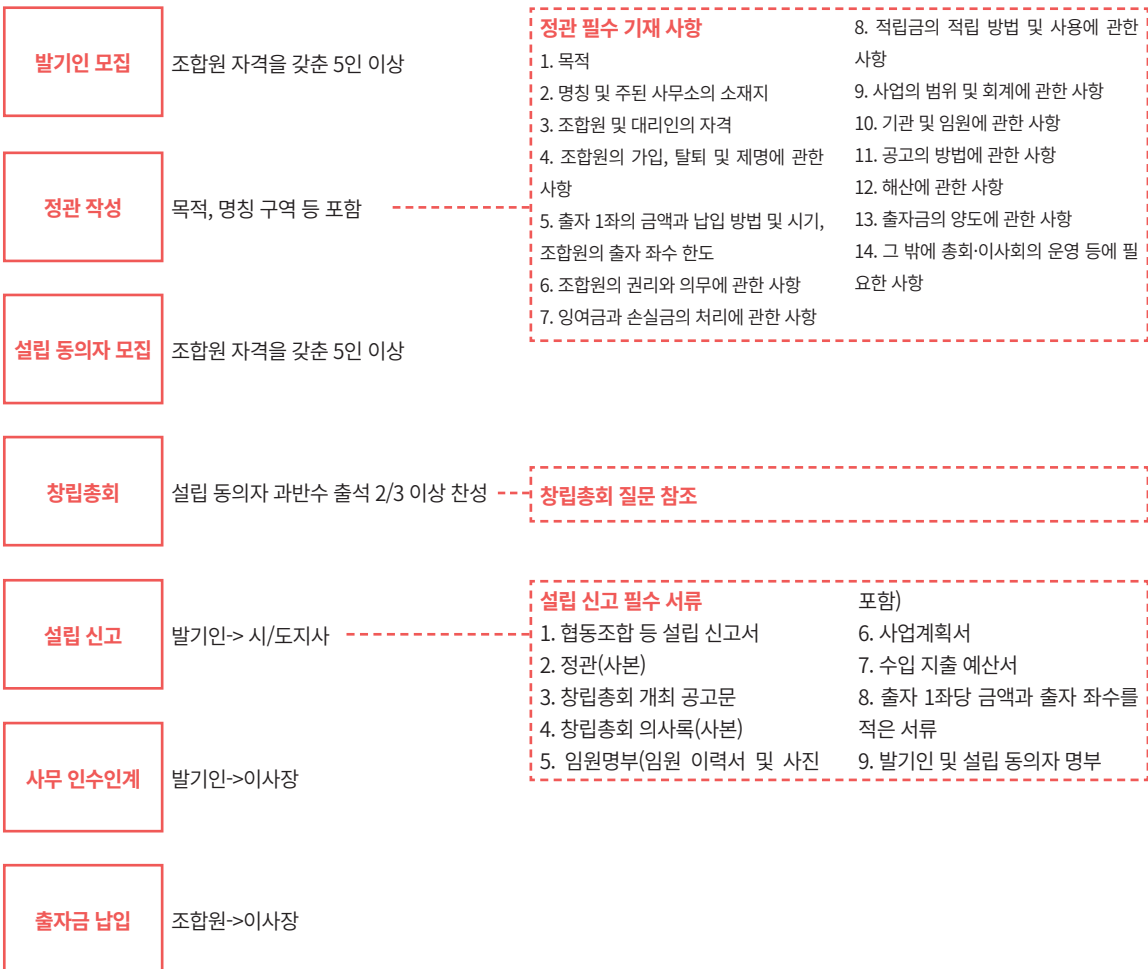 발기인 모집
조합원 자격을 갖춘 5인 이상
정관 작성
목적, 명칭 구역 등 포함
정관 필수 기재 사항
1. 목적
2. 명칭 및 주된 사무소의 소재지
3. 조합원 및 대리인의 자격
4. 조합원의 가입, 탈퇴 및 제명에 관한
사항
5. 출자 1좌의 금액과 납입 방법 및 시기,
조합원의 출자 좌수 한도
6. 조합원의 권리와 의무에 관한 사항
7. 잉여금과 손실금의 처리에 관한 사항
8. 적립금의 적립 방법 및 사용에 관한
사항
9. 사업의 범위 및 회계에 관한 사항
10. 기관 및 임원에 관한 사항
11. 공고의 방법에 관한 사항
12. 해산에 관한 사항
13. 출자금의 양도에 관한 사항
14. 그 밖에 총회·이사회의 운영 등에 필
요한 사항
설립 동의자 모집
조합원 자격을 갖춘 5인 이상
창립총회
설립 동의자 과반수 출석 2/3 이상 찬성
창립총회 질문 참조
설립 신고
발기인-> 시/도지사
설립 신고 필수 서류
1. 협동조합 등 설립 신고서
2. 정관(사본)
3. 창립총회 개최 공고문
4. 창립총회 의사록(사본)
5. 임원명부(임원 이력서 및 사진
포함)
6. 사업계획서
7. 수입 지출 예산서
8. 출자 1좌당 금액과 출자 좌수를
적은 서류
9. 발기인 및 설립 동의자 명부
사무 인수인계
발기인->이사장
출자금 납입
조합원->이사장